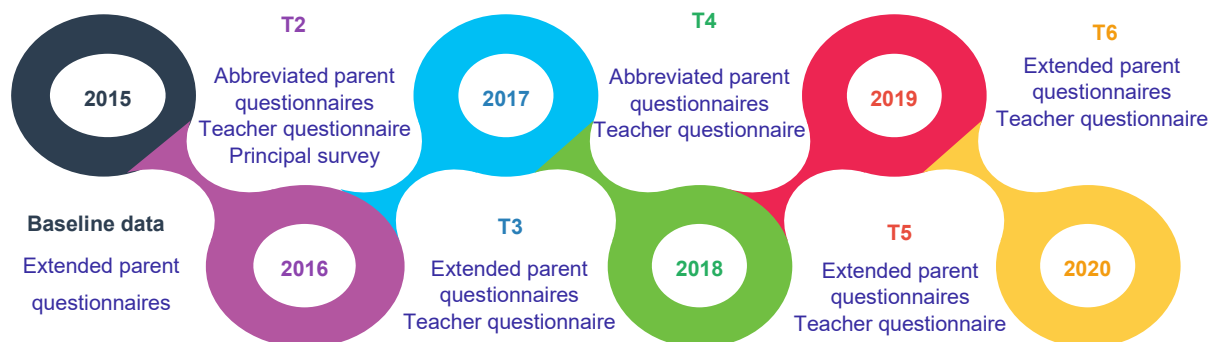 2015
Baseline data
Extended parent
questionnaires
T2
Abbreviated parent
questionnaires
Teacher questionnaire
Principal survey
2016
2017
T3
Extended parent
questionnaires
Teacher questionnaire
T4
Abbreviated parent
questionnaires
Teacher questionnaire
2018
2019
T5
Extended parent
questionnaires
Teacher questionnaire
T6
Extended parent
questionnaires
Teacher questionnaire
2020